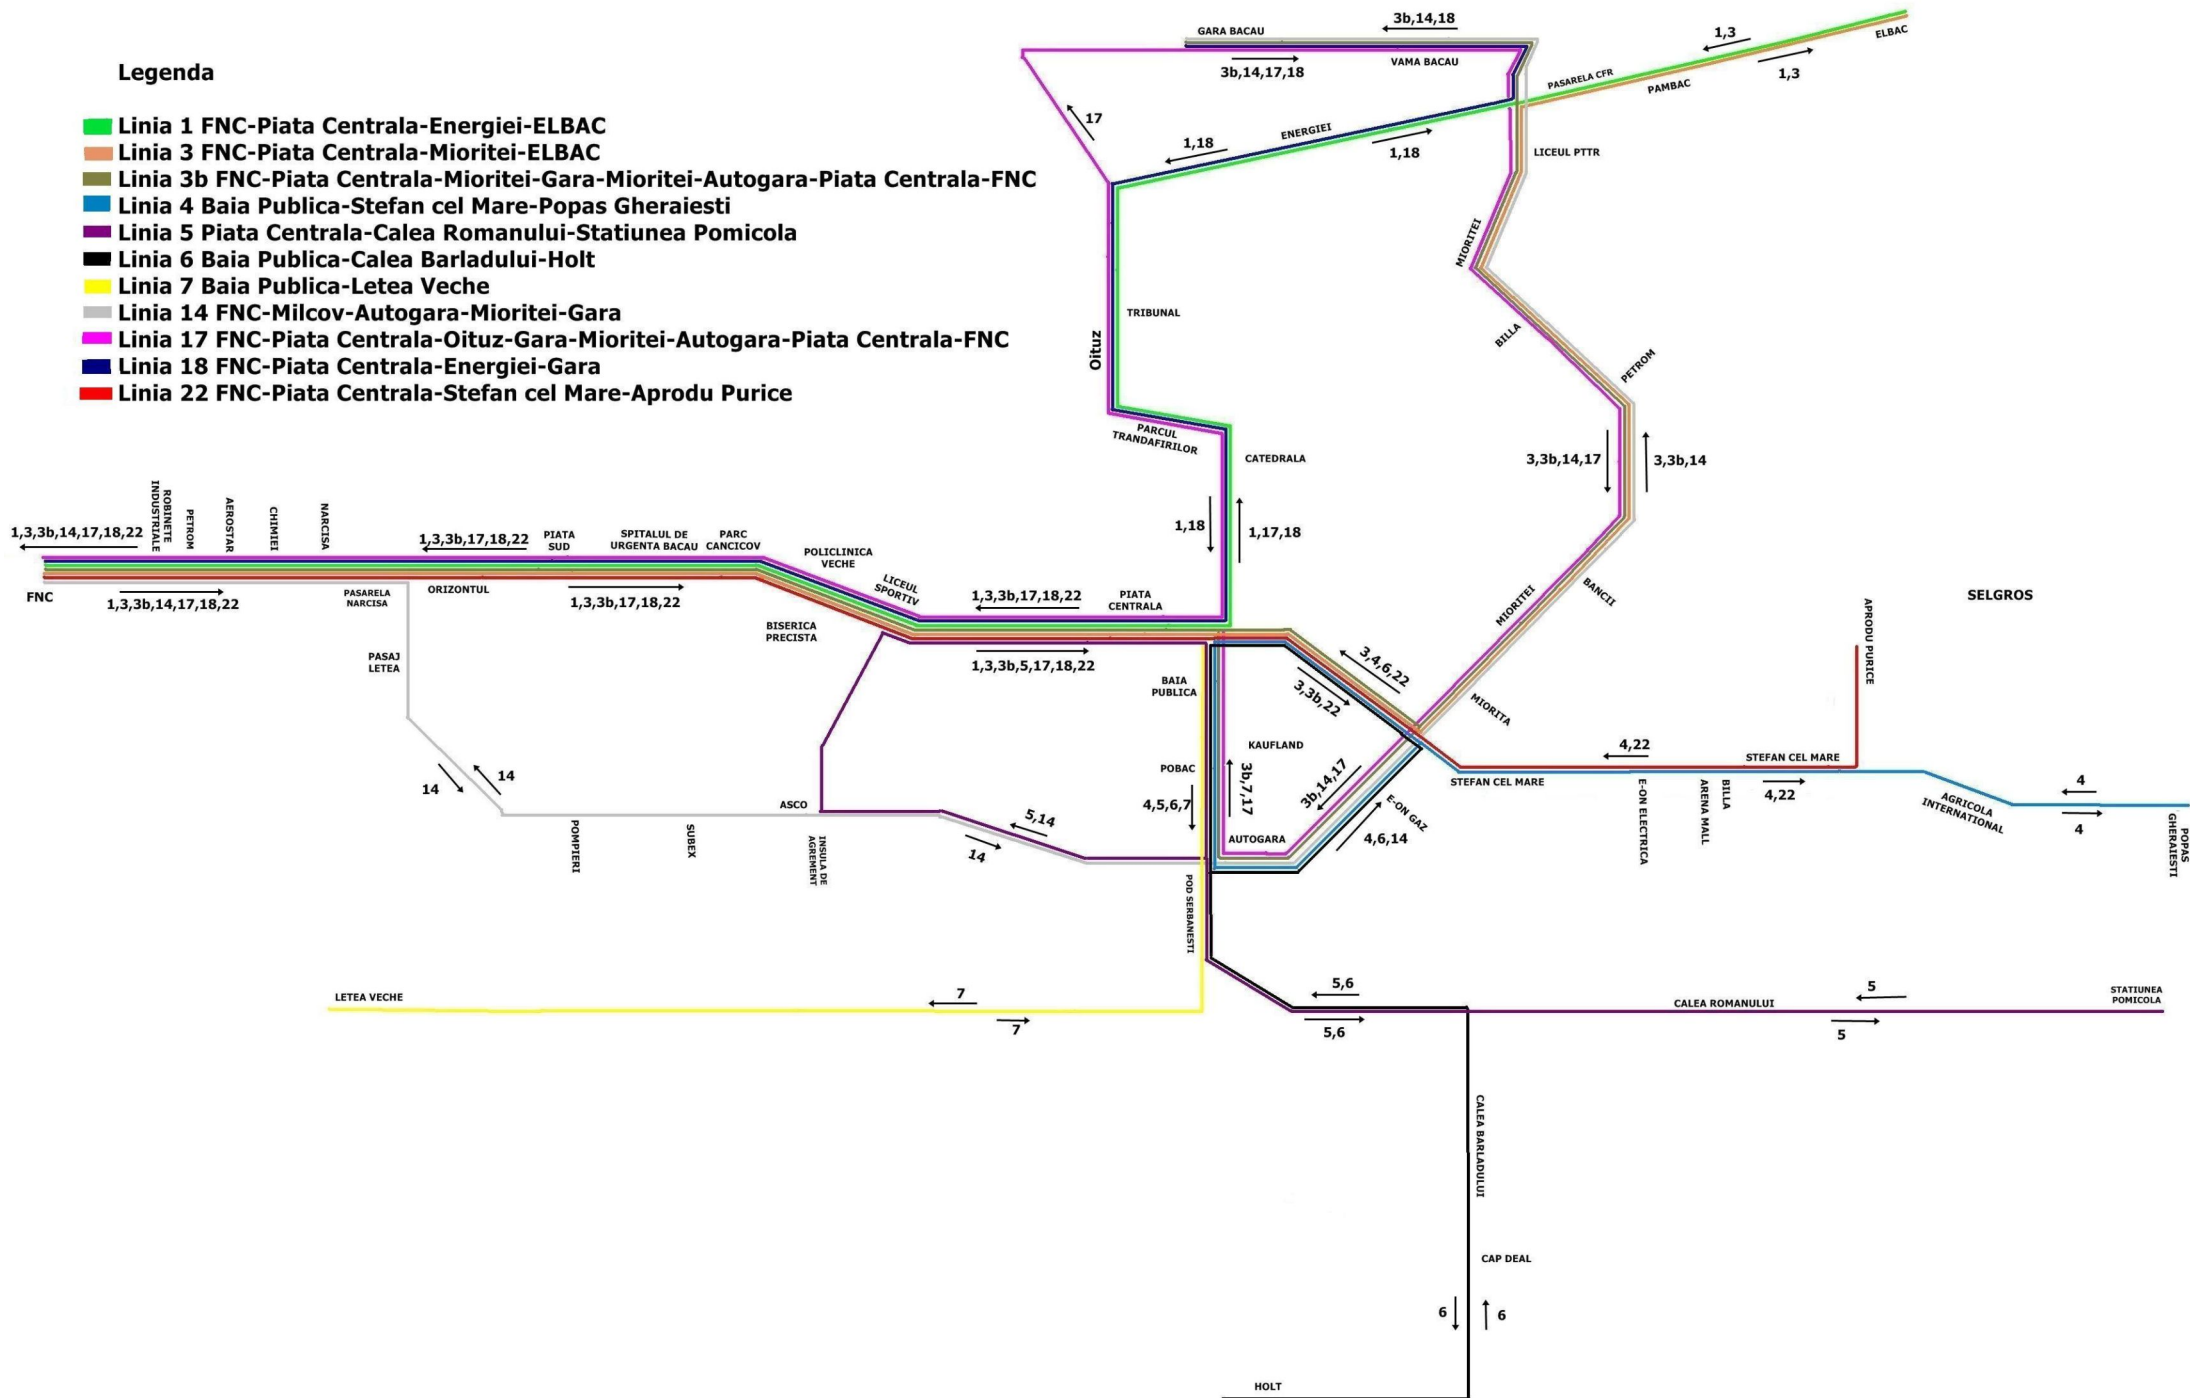 Legenda
Linia 1 FNC-Piata Centrala-Energiei-ELBAC
Linia 3 FNC-Piata Centrala-Mioritei-ELBAC
Linia 3b FNC-Piata Centrala-Mioritei-Gara-Mioritei-Autogara-Piata Centrala-FNC
Linia 4 Baia Publica-Stefan cel Mare-Popas Gheraiesti
Linia 5 Piata Centrala-Calea Romanului-Statiunea Pomicola
Linia 6 Baia Publica-Calea Barladului-Holt
Linia 7 Baia Publica-Letea Veche
Linia 14 FNC-Milcov-Autogara-Mioritei-Gara
Linia 17 FNC-Piata Centrala-Oituz-Gara-Mioritei-Autogara-Piata Centrala-FNC
Linia 18 FNC-Piata Centrala-Energiei-Gara
Linia 22 FNC-Piata Centrala-Stefan cel Mare-Aprodu Purice
3b,14,18
GARA BACAU
3b,14,17,18
VAMA BACAU
1,3
ELBAC
1,3
PASARELA CFR
PAMBAC
17
ENERGIEI
1,18
1,18
LICEUL PTTR
MIORITEI
TRIBUNAL
Oituz
BILLA
PETROM
PARCUL
TRANDAFIRILOR
CATEDRALA
3,3b,14,17
3,3b,14
1,18
1,17,18
ROBINETE
INDUSTRIALE
PETROM
AEROSTAR
CHIMIEI
NARCISA
1,3,3b,14,17,18,22
1,3,3b,17,18,22
PIATA
SUD
SPITALUL DE
URGENTA BACAU
PARC
CANCICOV
POLICLINICA
VECHE
LICEUL
SPORTIV
FNC
1,3,3b,14,17,18,22
PASARELA
NARCISA
ORIZONTUL
1,3,3b,17,18,22
BISERICA
PRECISTA
1,3,3b,17,18,22
PIATA
CENTRALA
1,3,3b,5,17,18,22
MIORITEI
BANCII
SELGROS
APRODU PURICE
PASAJ
LETEA
BAIA
PUBLICA
3,4,6,22
3,3b,22
MIORITA
KAUFLAND
POBAC
3b,7,17
3b,14,17
4,5,6,7
AUTOGARA
E-ON GAZ
4,6,14
4,22
STEFAN CEL MARE
STEFAN CEL MARE
4,22
E-ON ELECTRICA
ARENA MALL
BILLA
AGRICOLA
INTERNATIONAL
4
4
POPAS
GHERAIESTI
14
14
POMPIERI
SUBEX
ASCO
INSULA DE
AGREMENT
5,14
14
POD SERBANESTI
LETEA VECHE
7
7
5,6
5,6
CALEA ROMANULUI
5
5
STATIUNEA
POMICOLA
CALEA BARLADULUI
CAP DEAL
6
6
HOLT